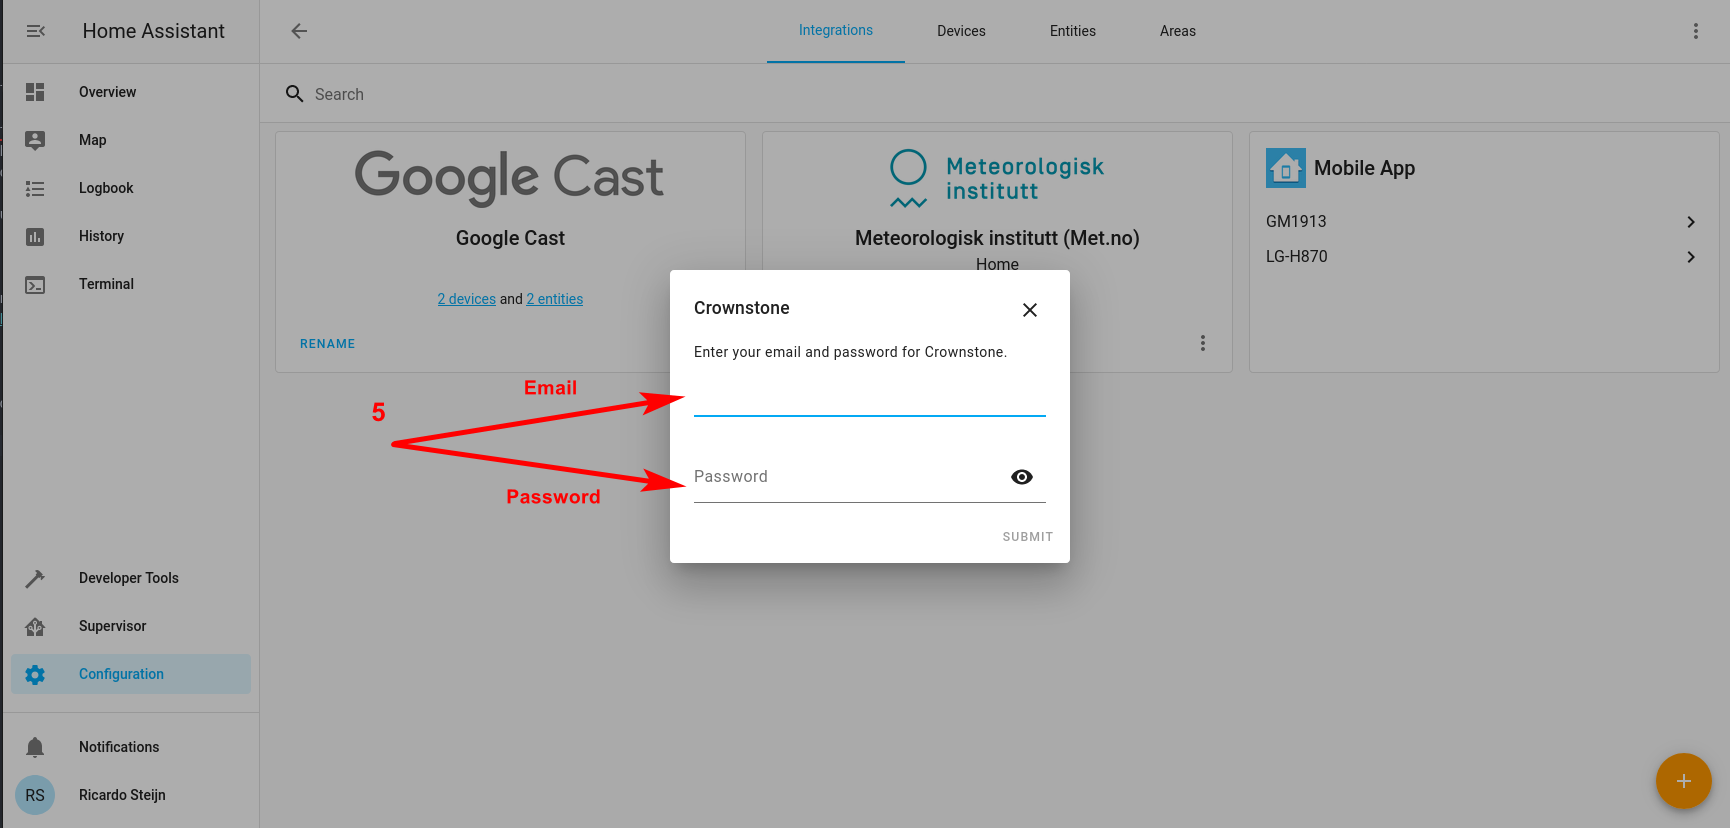 Home Assistant
Integrations
Devices
Entities
Areas
Overview
Map
Logbook
History
Terminal
Developer Tools
Supervisor
Configuration
Notifications
RS
Ricardo Steijn
Search
Google Cast
Google Cast
2 devices and 2 entities
RENAME
Meteorologisk
institutt
Meteorologisk institutt (Met.no)
Home
Mobile App
GM1913
LG-H870
Crownstone
Enter your email and password for Crownstone.
Email
5
Password
Password
SUBMIT